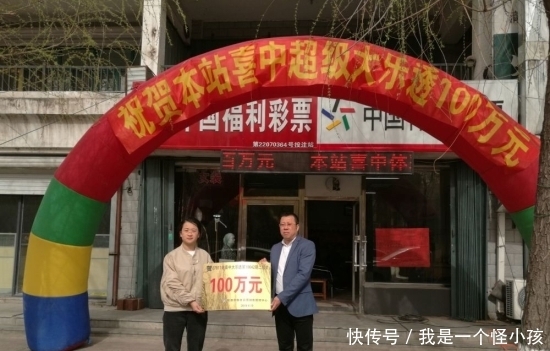 祝贺本站喜中超级大乐透100万元
中国福利彩票
中国
第22070364号投注站
百万元 本站喜中体
100万元
快传号 / 我是一个怪小孩